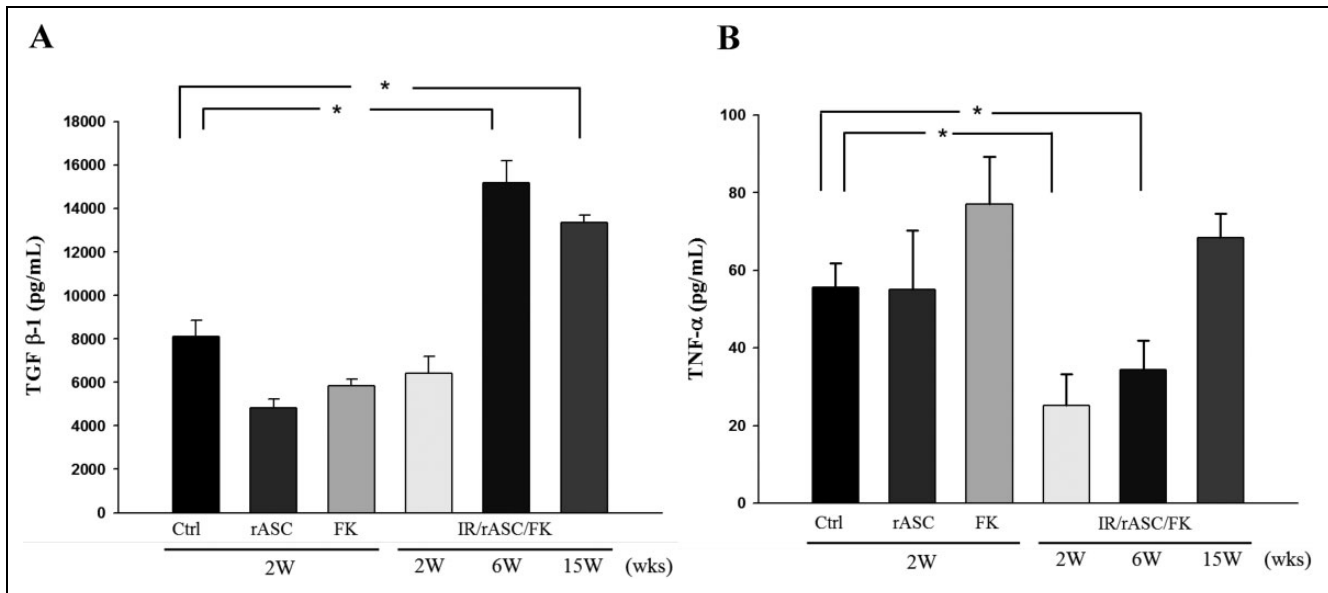 A
*
*
TGF β-1 (pg/mL)
18000
16000
14000
12000
10000
8000
6000
4000
2000
0
Ctrl rASC FK IR/rASC/FK
2W 2W 6W 15W (wks)
B
*
*
TNF-α (pg/mL)
100
80
60
40
20
0
Ctrl rASC FK IR/rASC/FK
2W 2W 6W 15W (wks)